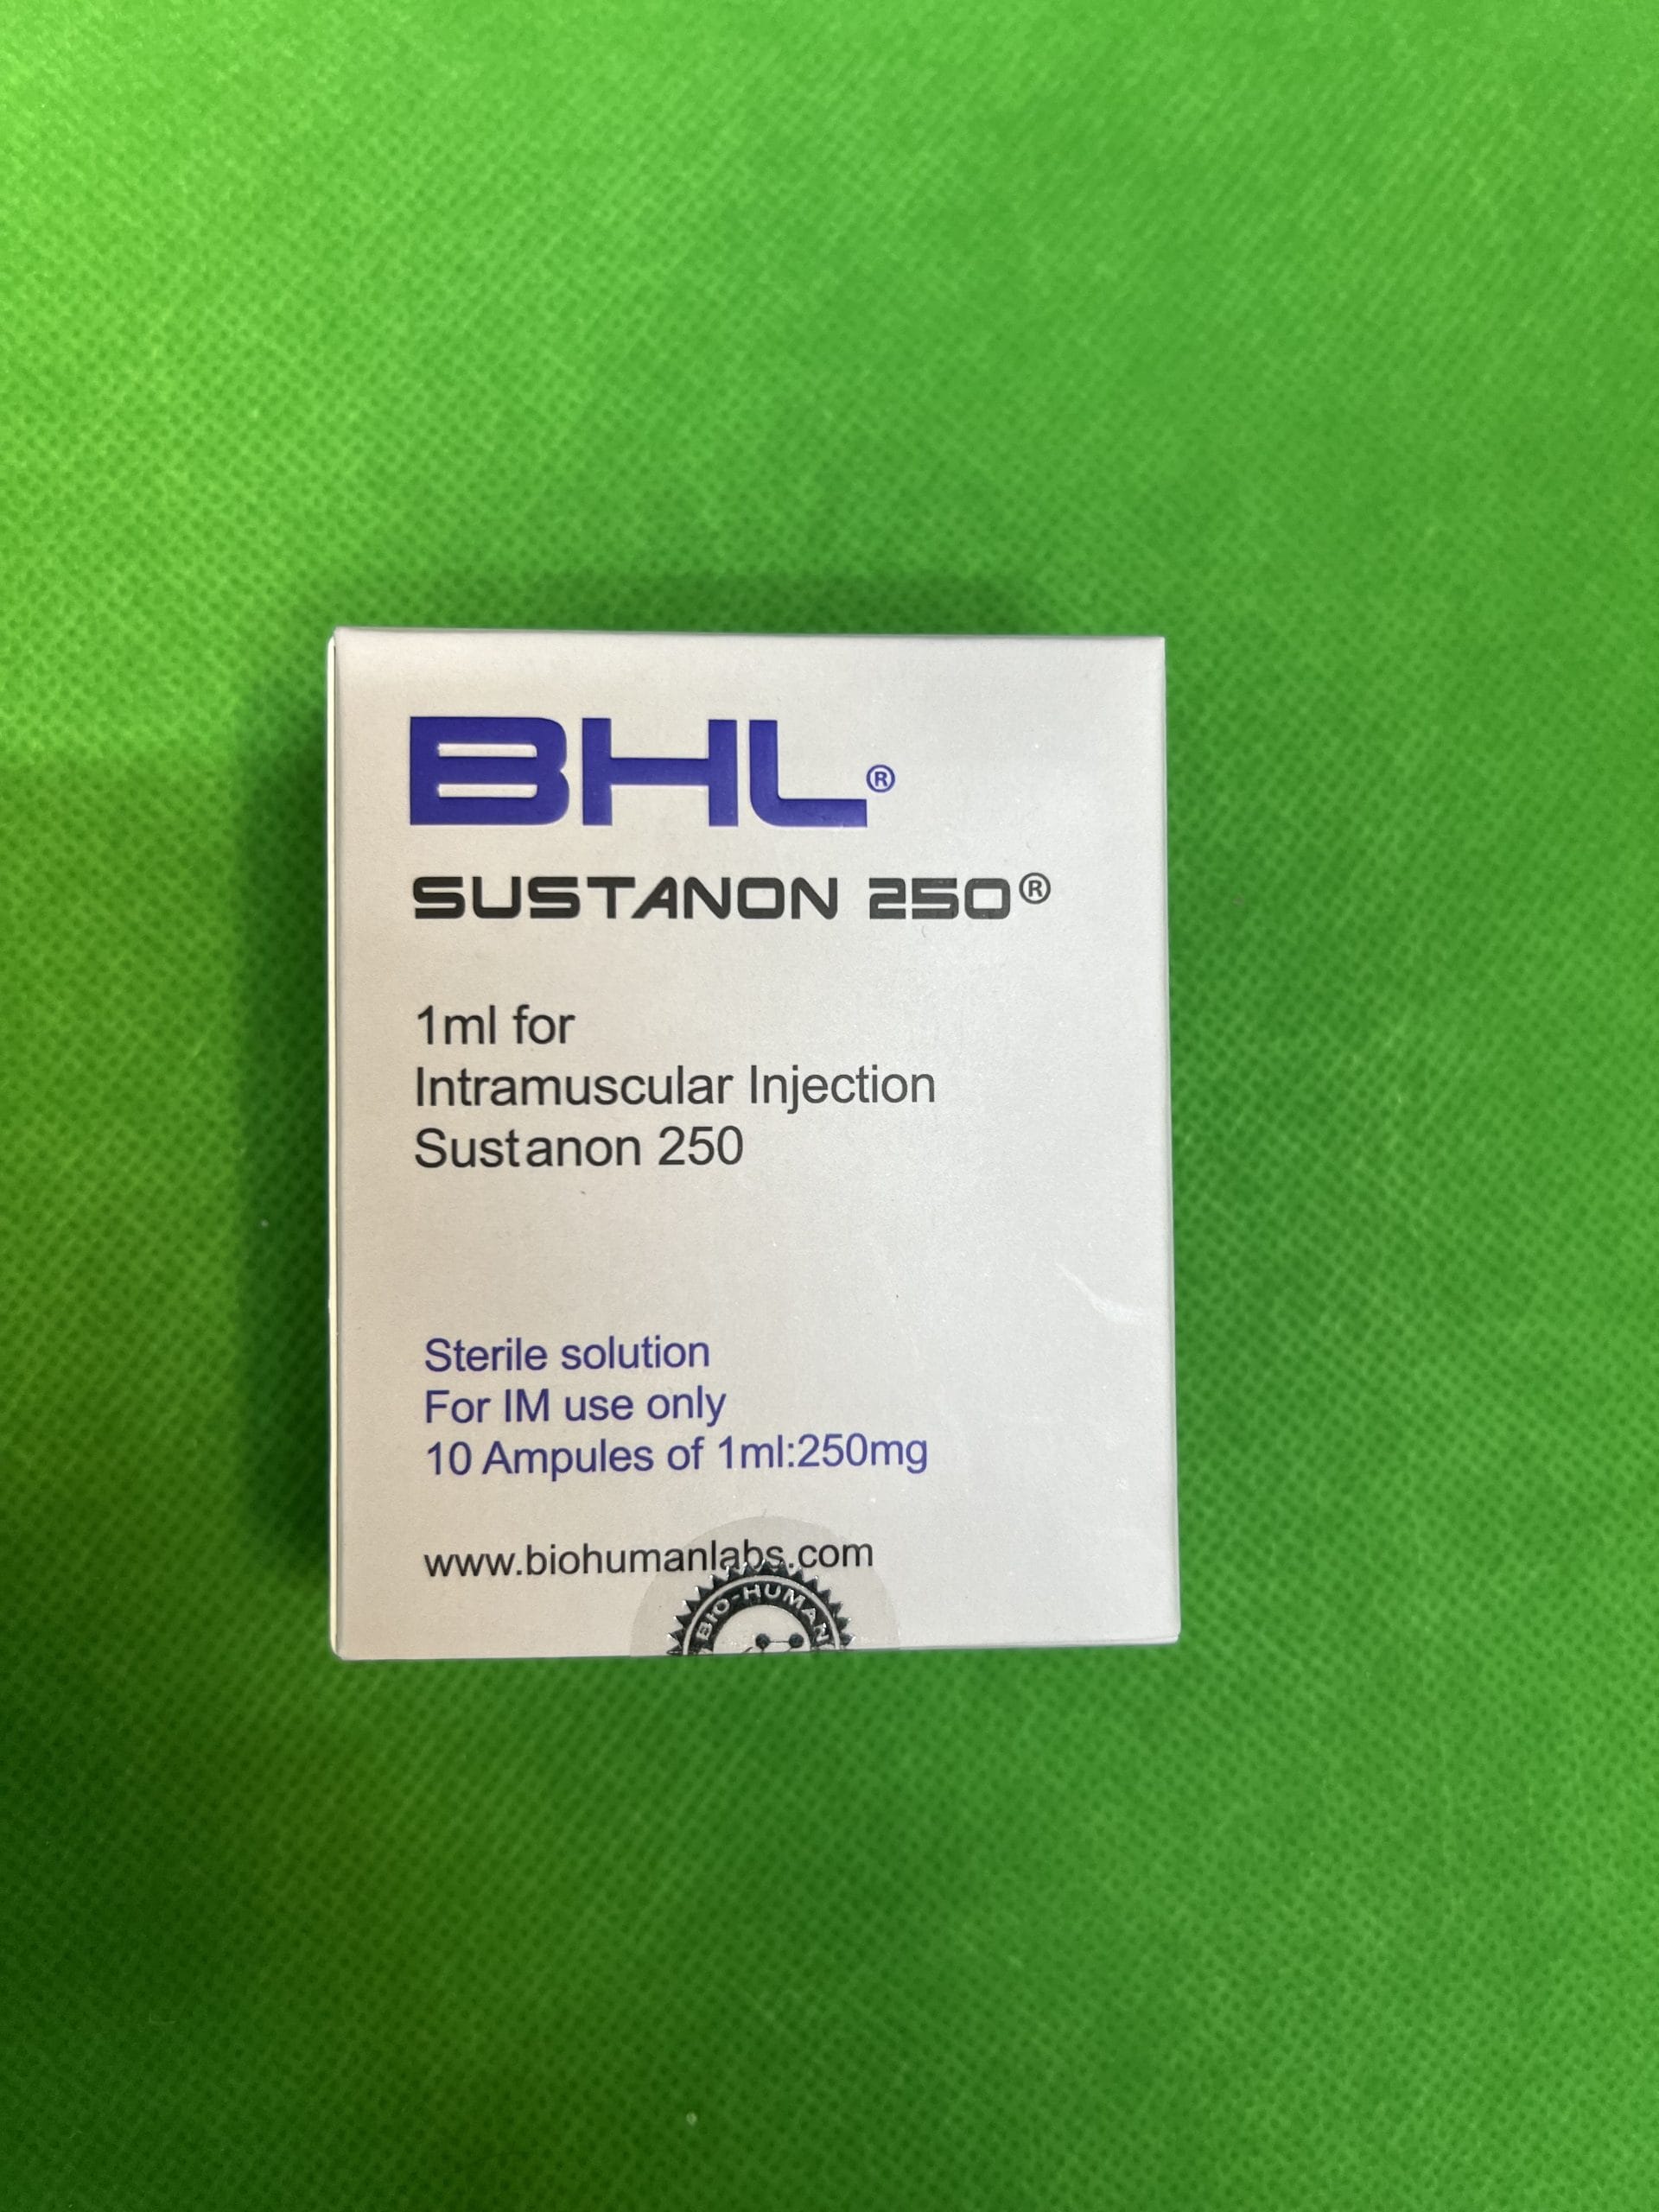 BHL®
SUSTANON 250®
1ml for
Intramuscular Injection
Sustanon 250
Sterile solution
For IM use only
10 Ampules of 1ml:250mg
www.biohumanlabs.com
BIO-HUMAN